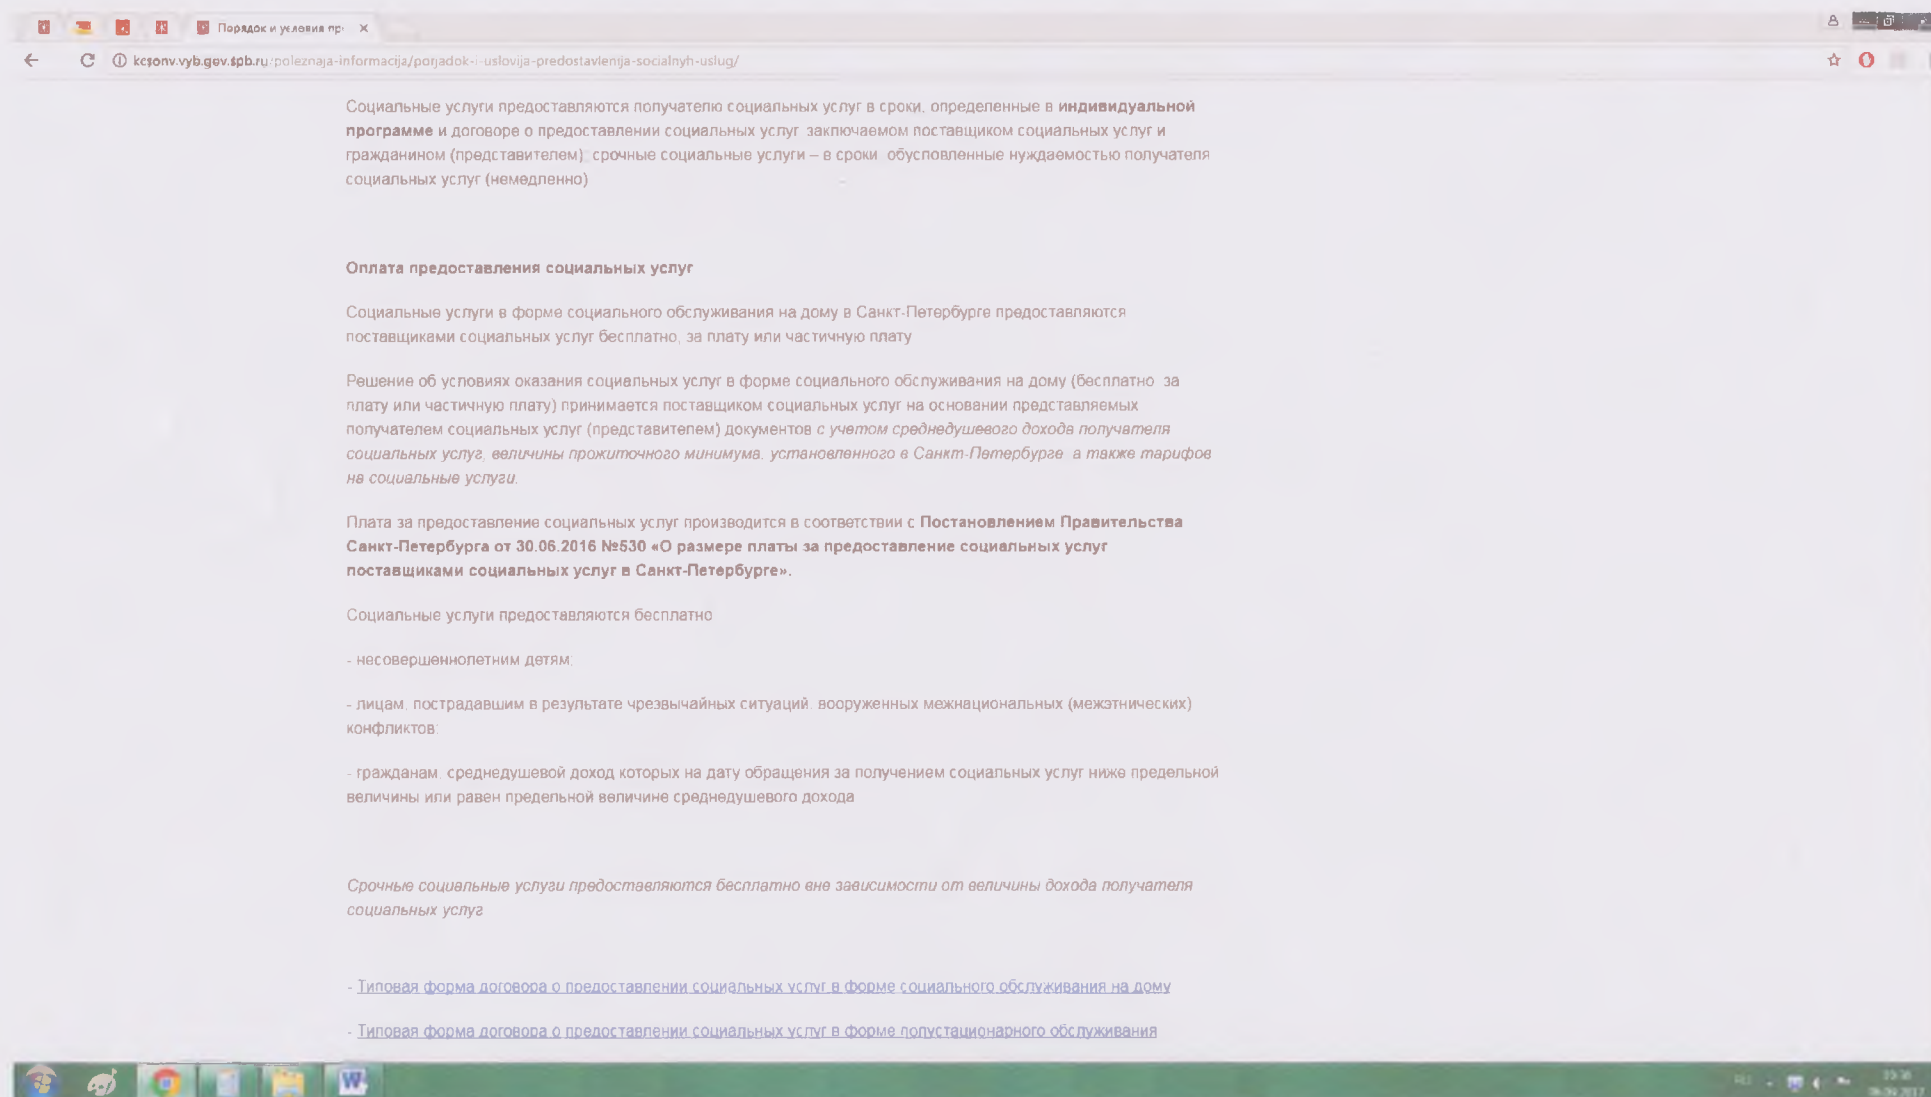 Порядок и условия пр
kcsonv.vyb.gov.spb.ru/poleznaja-informacija/porjadok-i-uslovija-predostavlenija-socialnyh-uslug/
Социальные услуги предоставляются получателю социальных услуг в сроки, определенные в индивидуальной
программе и договоре о предоставлении социальных услуг, заключаемом поставщиком социальных услуг и
гражданином (представителем); срочные социальные услуги – в сроки, обусловленные нуждаемостью получателя
социальных услуг (немедленно)
Оплата предоставления социальных услуг
Социальные услуги в форме социального обслуживания на дому в Санкт-Петербурге предоставляются
поставщиками социальных услуг бесплатно, за плату или частичную плату
Решение об условиях оказания социальных услуг в форме социального обслуживания на дому (бесплатно, за
плату или частичную плату) принимается поставщиком социальных услуг на основании представляемых
получателем социальных услуг (представителем) документов с учетом среднедушевого дохода получателя
социальных услуг, величины прожиточного минимума, установленного в Санкт-Петербурге, а также тарифов
на социальные услуги.
Плата за предоставление социальных услуг производится в соответствии с Постановлением Правительства
Санкт-Петербурга от 30.06.2016 №530 «О размере платы за предоставление социальных услуг
поставщиками социальных услуг в Санкт-Петербурге».
Социальные услуги предоставляются бесплатно
- несовершеннолетним детям;
- лицам, пострадавшим в результате чрезвычайных ситуаций, вооруженных межнациональных (межэтнических)
конфликтов;
- гражданам, среднедушевой доход которых на дату обращения за получением социальных услуг ниже предельной
величины или равен предельной величине среднедушевого дохода
Срочные социальные услуги предоставляются бесплатно вне зависимости от величины дохода получателя
социальных услуг
- Типовая форма договора о предоставлении социальных услуг в форме социального обслуживания на дому
- Типовая форма договора о предоставлении социальных услуг в форме полустационарного обслуживания